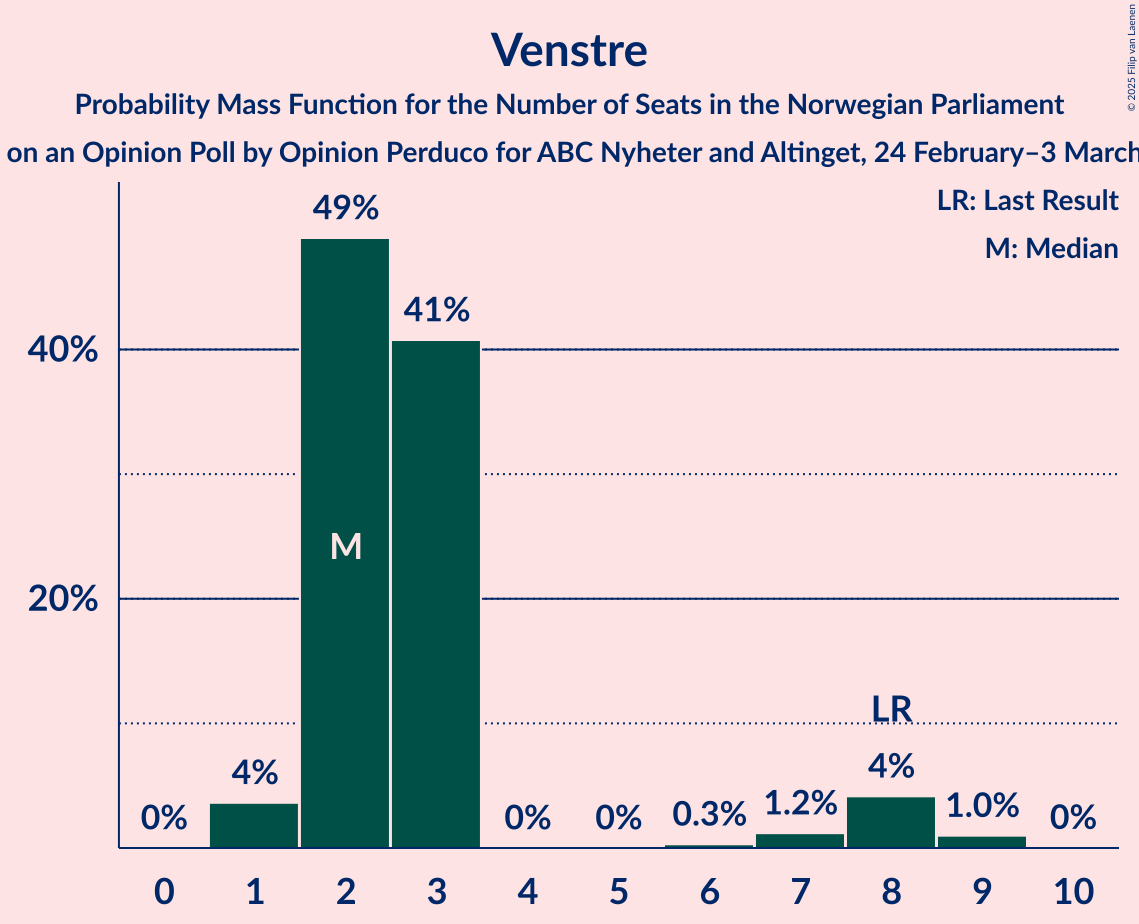 Venstre
Probability Mass Function for the Number of Seats in the Norwegian Parliament
on an Opinion Poll by Opinion Perduco for ABC Nyheter and Altinget, 24 February–3 March
© 2025 Filip van Laenen
LR: Last Result
M: Median
49%
41%
40%
M
20%
LR
4%
4%
0%
0%
0%
0.3%
1.2%
1.0%
0%
0 1 2 3 4 5 6 7 8 9 10